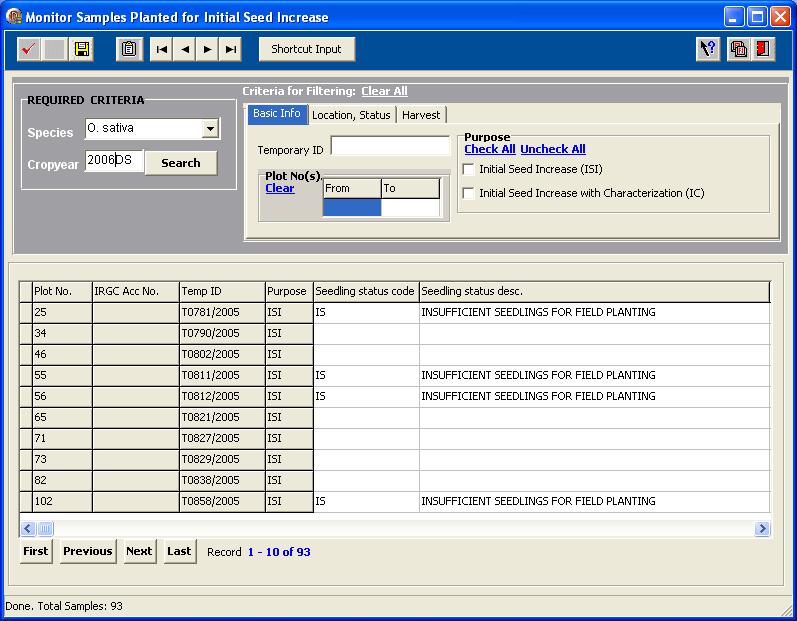 Monitor Samples Planted for Initial Seed Increase
Shortcut Input
REQUIRED CRITERIA
Species O. sativa
Cropyear 2006DS Search
Criteria for Filtering: Clear All
Basic Info Location, Status Harvest
Temporary ID
Plot No(s).
Clear From To
Purpose
Check All Uncheck All
Initial Seed Increase (ISI)
Initial Seed Increase with Characterization (IC)
Plot No. IRGC Acc No. Temp ID Purpose Seedling status code Seedling status desc.
25 T0781/2005 ISI IS INSUFFICIENT SEEDLINGS FOR FIELD PLANTING
34 T0790/2005 ISI
46 T0802/2005 ISI
55 T0811/2005 ISI IS INSUFFICIENT SEEDLINGS FOR FIELD PLANTING
56 T0812/2005 ISI IS INSUFFICIENT SEEDLINGS FOR FIELD PLANTING
65 T0821/2005 ISI
71 T0827/2005 ISI
73 T0829/2005 ISI
82 T0838/2005 ISI
102 T0858/2005 ISI IS INSUFFICIENT SEEDLINGS FOR FIELD PLANTING
First Previous Next Last Record 1 - 10 of 93
Done. Total Samples: 93